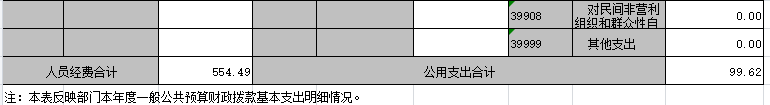 39908 对民间非营利 0.00
组织和群众性自
39999 其他支出 0.00
人员经费合计 554.49 公用支出合计 99.62
注：本表反映部门本年度一般公共预算财政拨款基本支出明细情况。